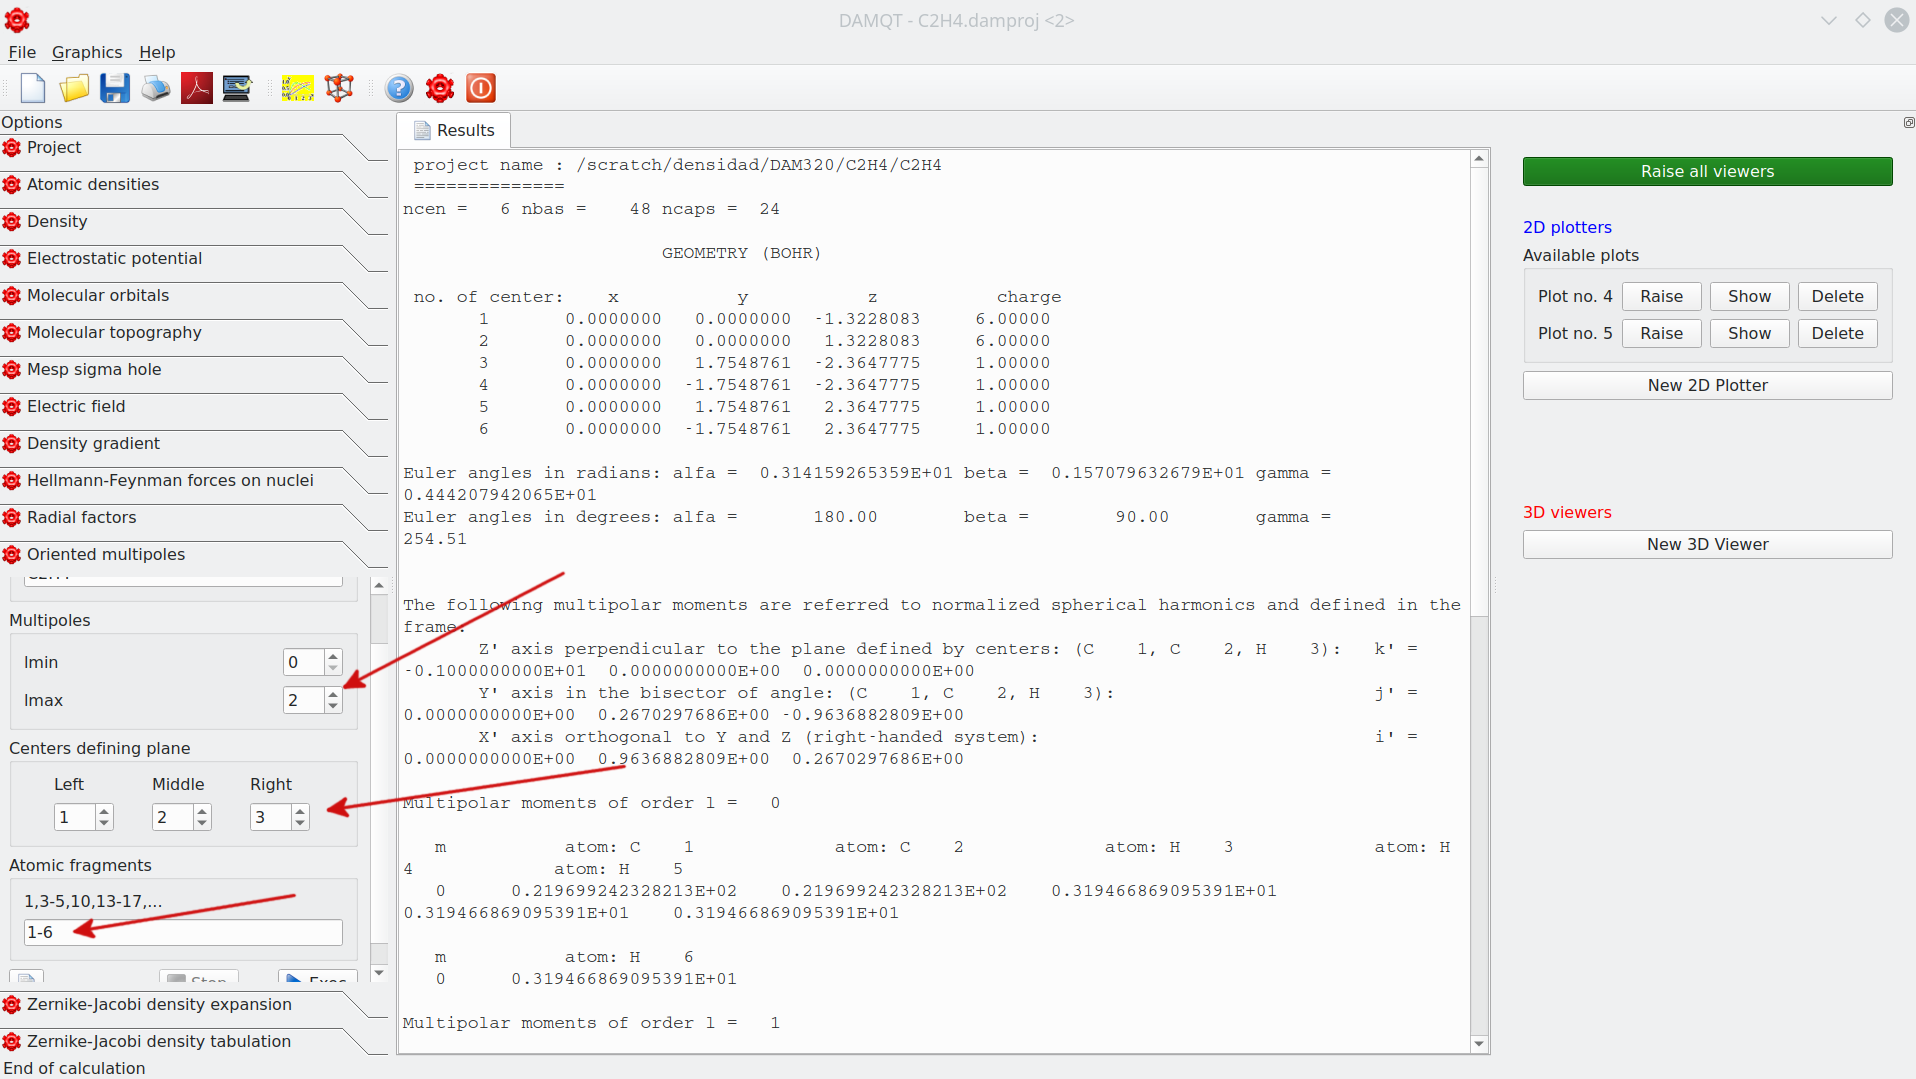 DAMQT - C2H4.damproj <2>
File Graphics Help
Options
Project
Atomic densities
Density
Electrostatic potential
Molecular orbitals
Molecular topography
Mesp sigma hole
Electric field
Density gradient
Hellmann-Feynman forces on nuclei
Radial factors
Oriented multipoles
Multipoles
lmin 0
lmax 2
Centers defining plane
Left Middle Right
1 2 3
Atomic fragments
1,3-5,10,13-17,...
1-6
Stop Exec
Zernike-Jacobi density expansion
Zernike-Jacobi density tabulation
End of calculation
Results
project name : /scratch/densidad/DAM320/C2H4/C2H4
==============
ncen = 6 nbas = 48 ncaps = 24
GEOMETRY (BOHR)
no. of center: x y z charge
1 0.0000000 0.0000000 -1.3228083 6.00000
2 0.0000000 0.0000000 1.3228083 6.00000
3 0.0000000 1.7548761 -2.3647775 1.00000
4 0.0000000 -1.7548761 -2.3647775 1.00000
5 0.0000000 1.7548761 2.3647775 1.00000
6 0.0000000 -1.7548761 2.3647775 1.00000
Euler angles in radians: alfa = 0.314159265359E+01 beta = 0.157079632679E+01 gamma =
0.444207942065E+01
Euler angles in degrees: alfa = 180.00 beta = 90.00 gamma =
254.51
The following multipolar moments are referred to normalized spherical harmonics and defined in the
frame:
Z' axis perpendicular to the plane defined by centers: (C 1, C 2, H 3): k' =
-0.1000000000E+01 0.0000000000E+00 0.0000000000E+00
Y' axis in the bisector of angle: (C 1, C 2, H 3): j' =
0.0000000000E+00 0.2670297686E+00 -0.9636882809E+00
X' axis orthogonal to Y and Z (right-handed system): i' =
0.0000000000E+00 0.9636882809E+00 0.2670297686E+00
Multipolar moments of order l = 0
m atom: C 1 atom: C 2 atom: H 3 atom: H
4 atom: H 5
0 0.219699242328213E+02 0.219699242328213E+02 0.319466869095391E+01
0.319466869095391E+01 0.319466869095391E+01
m atom: H 6
0 0.319466869095391E+01
Multipolar moments of order l = 1
Raise all viewers
2D plotters
Available plots
Plot no. 4 Raise Show Delete
Plot no. 5 Raise Show Delete
New 2D Plotter
3D viewers
New 3D Viewer